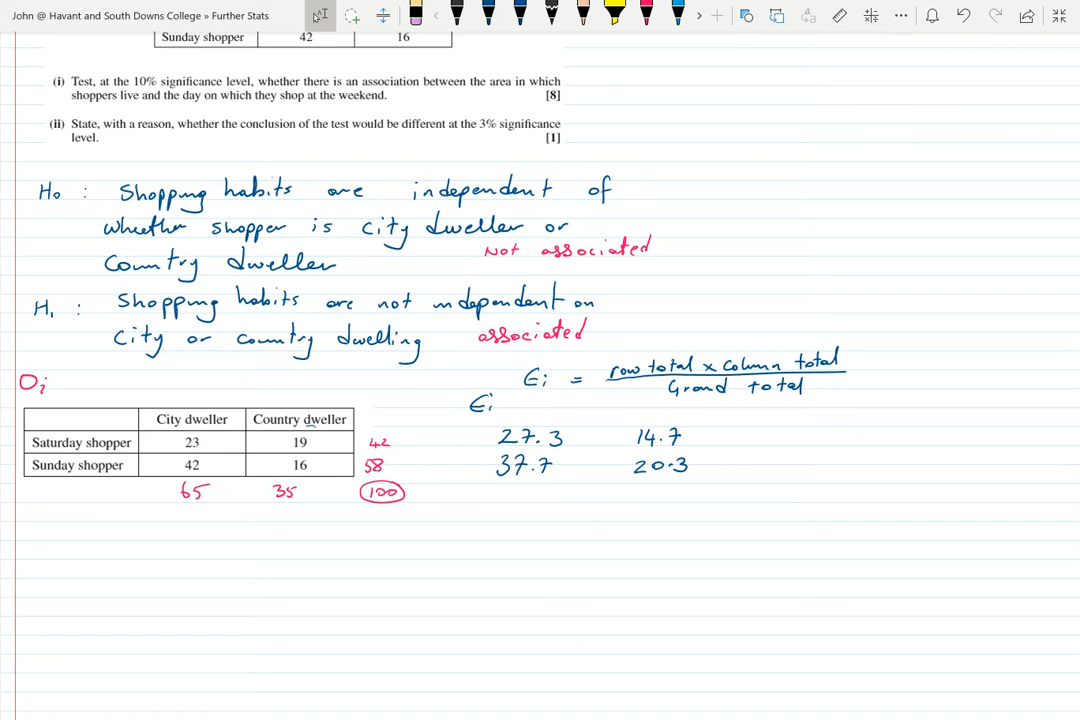 John @ Havant and South Downs College » Further Stats
Sunday shopper 42 16
(i) Test, at the 10% significance level, whether there is an association between the area in which
shoppers live and the day on which they shop at the weekend. [8]
(ii) State, with a reason, whether the conclusion of the test would be different at the 3% significance
level. [1]
H₀ : Shopping habits are independent of
whether shopper is city dweller or
country dweller Not associated
H₁ : Shopping habits are not independent on
city or country dwelling associated
Oᵢ
Eᵢ = row total × column total
Grand total
Eᵢ
City dweller Country dweller
Saturday shopper 23 19 42 27.3 14.7
Sunday shopper 42 16 58 37.7 20.3
65 35 100